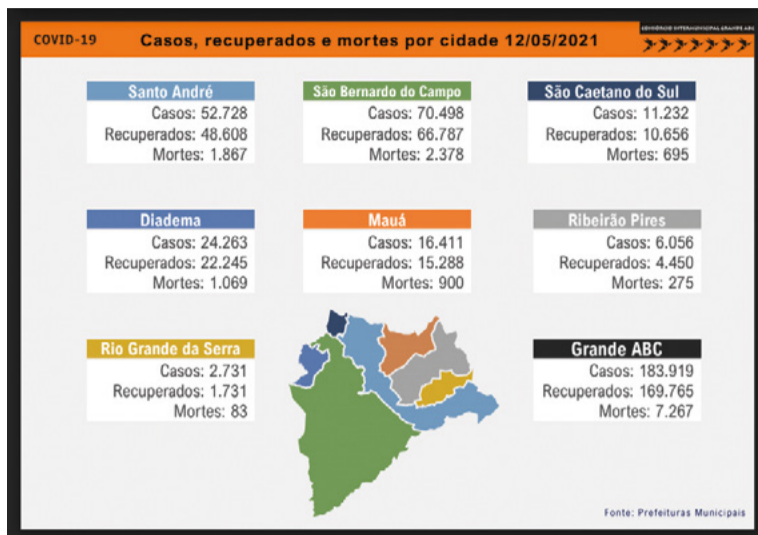 COVID-19
Casos, recuperados e mortes por cidade 12/05/2021
CONSÓRCIO INTERMUNICIPAL GRANDE ABC
Santo André
Casos: 52.728
Recuperados: 48.608
Mortes: 1.867
São Bernardo do Campo
Casos: 70.498
Recuperados: 66.787
Mortes: 2.378
São Caetano do Sul
Casos: 11.232
Recuperados: 10.656
Mortes: 695
Diadema
Casos: 24.263
Recuperados: 22.245
Mortes: 1.069
Mauá
Casos: 16.411
Recuperados: 15.288
Mortes: 900
Ribeirão Pires
Casos: 6.056
Recuperados: 4.450
Mortes: 275
Rio Grande da Serra
Casos: 2.731
Recuperados: 1.731
Mortes: 83
Grande ABC
Casos: 183.919
Recuperados: 169.765
Mortes: 7.267
Fonte: Prefeituras Municipais